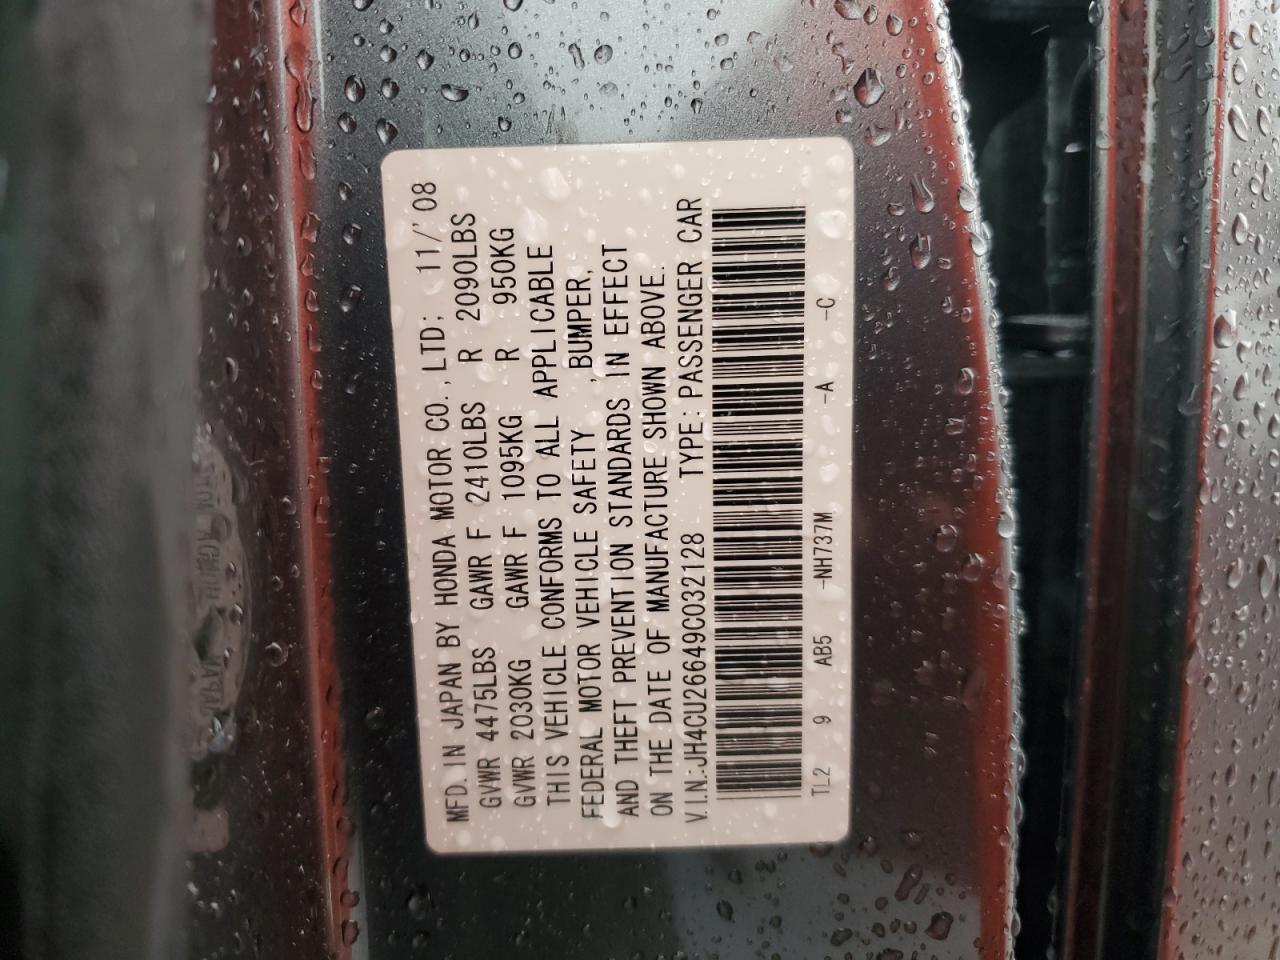 MFD. IN JAPAN BY HONDA MOTOR CO., LTD; 11/'08
GVWR 4475LBS GAWR F 2410LBS R 2090LBS
GVWR 2030KG GAWR F 1095KG R 950KG
THIS VEHICLE CONFORMS TO ALL APPLICABLE
FEDERAL MOTOR VEHICLE SAFETY, BUMPER,
AND THEFT PREVENTION STANDARDS IN EFFECT
ON THE DATE OF MANUFACTURE SHOWN ABOVE.
V.I.N.:JH4CU26649C032128 TYPE:PASSENGER CAR
TL2 9 AB5 -NH737M -A -C